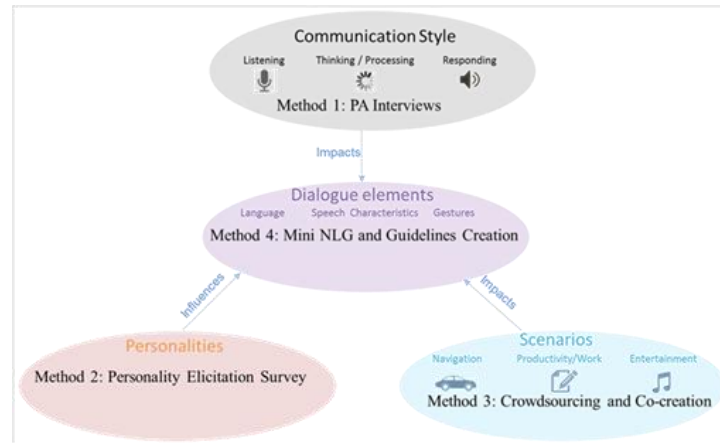 Communication Style
Listening Thinking / Processing Responding
Method 1: PA Interviews
Impacts
Dialogue elements
Language Speech Characteristics Gestures
Method 4: Mini NLG and Guidelines Creation
Influences
Impacts
Personalities
Method 2: Personality Elicitation Survey
Scenarios
Navigation Productivity/Work Entertainment
Method 3: Crowdsourcing and Co-creation